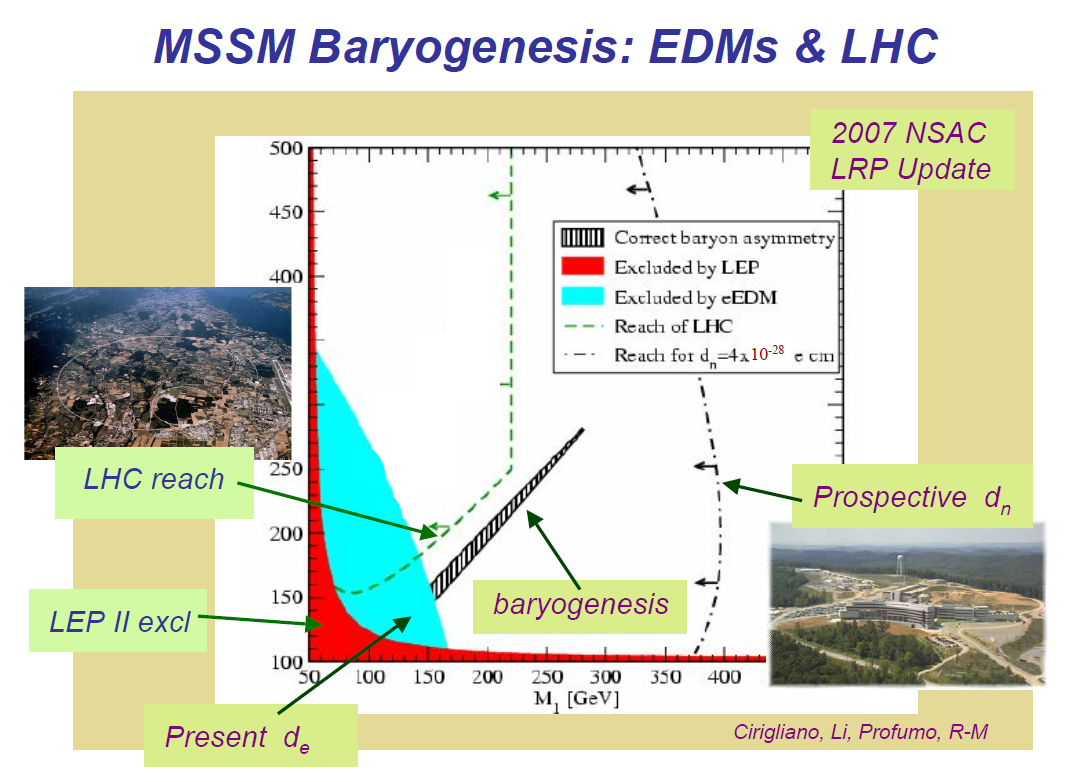 MSSM Baryogenesis: EDMs & LHC
2007 NSAC
LRP Update
500
450
400
250
200
150
100
Correct baryon asymmetry
Excluded by LEP
Excluded by eEDM
Reach of LHC
Reach for dn=4x10-28 e cm
LHC reach
Prospective dn
LEP II excl
baryogenesis
50 100 150 200 250 300 350 400
M1 [GeV]
Present de
Cirigliano, Li, Profumo, R-M